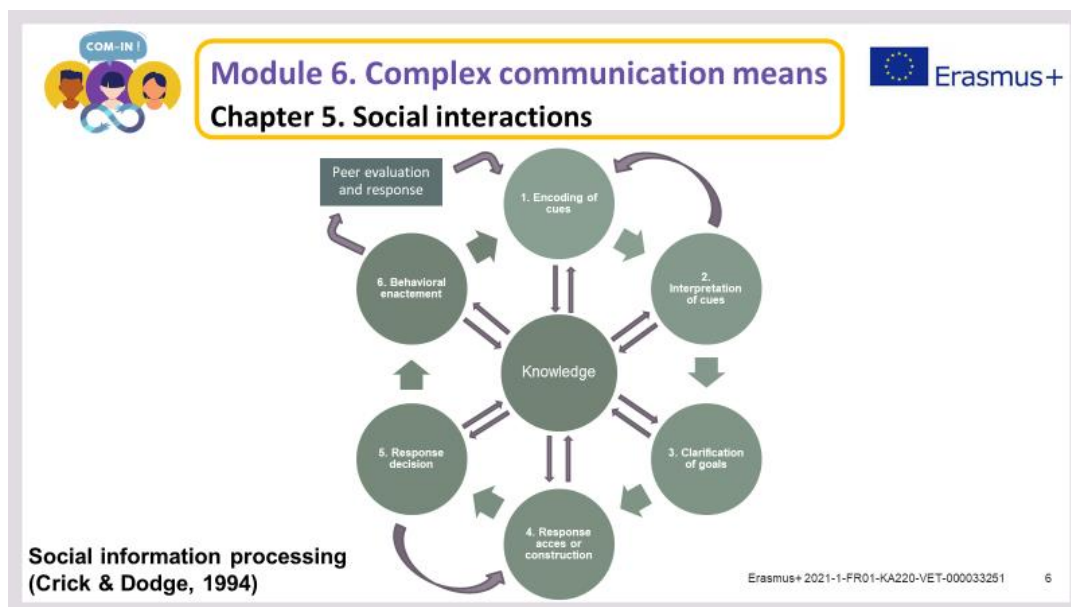 COM-IN !
Module 6. Complex communication means
Chapter 5. Social interactions
Erasmus+
Peer evaluation
and response
1. Encoding of
cues
2.
Interpretation
of cues
3. Clarification
of goals
4. Response
acces or
construction
5. Response
decision
6. Behavioral
enactement
Knowledge
Social information processing
(Crick & Dodge, 1994)
Erasmus+ 2021-1-FR01-KA220-VET-000033251
6